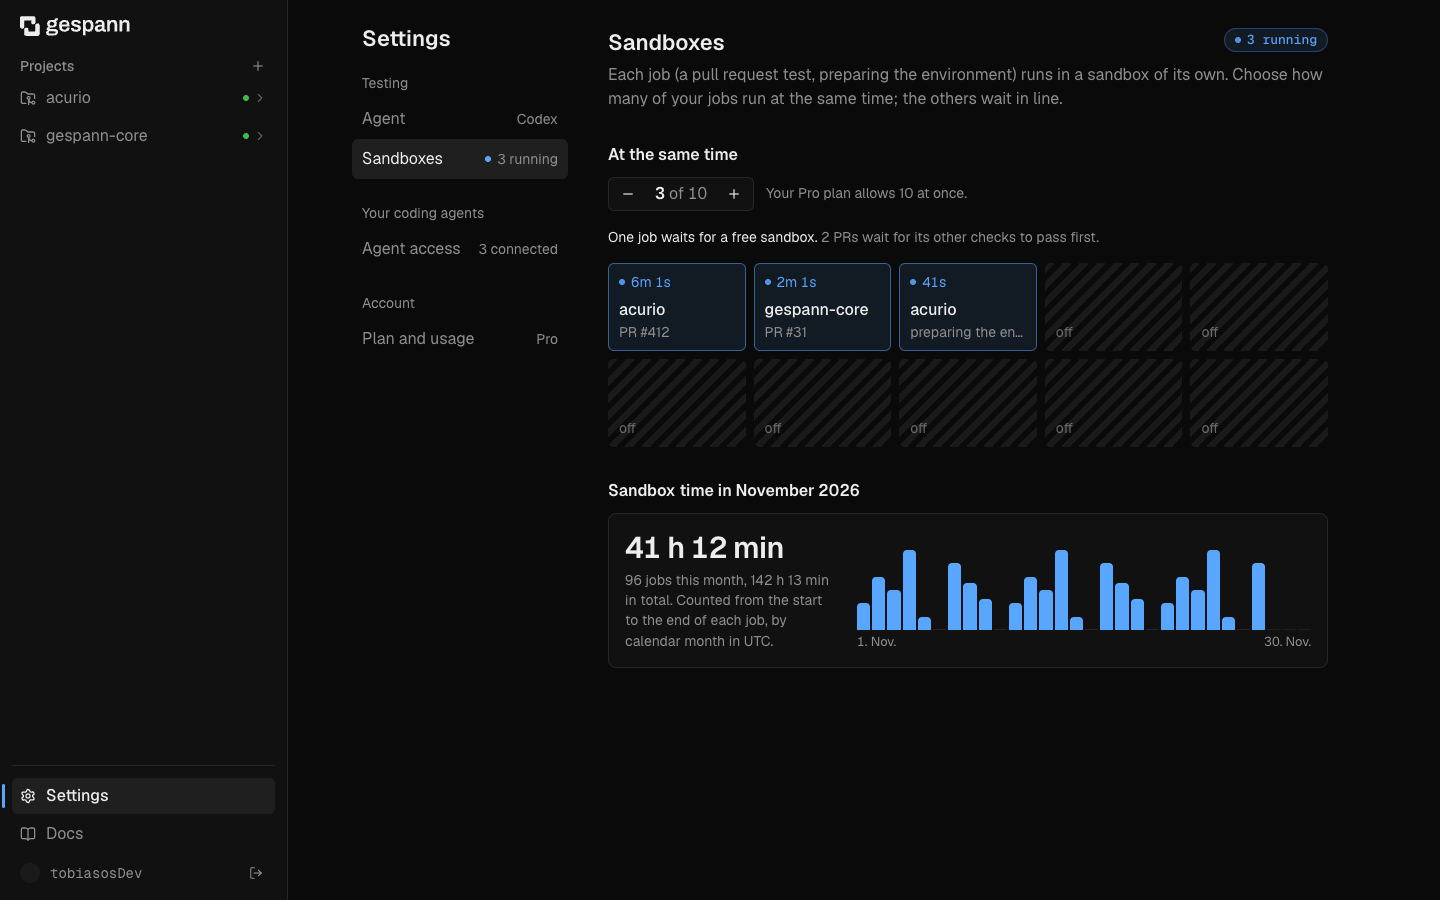 gespann
Projects
acurio
gespann-core
Settings
Docs
tobiasosDev
Settings
Testing
Agent Codex
Sandboxes 3 running
Your coding agents
Agent access 3 connected
Account
Plan and usage Pro
Sandboxes
3 running
Each job (a pull request test, preparing the environment) runs in a sandbox of its own. Choose how
many of your jobs run at the same time; the others wait in line.
At the same time
− 3 of 10 +
Your Pro plan allows 10 at once.
One job waits for a free sandbox. 2 PRs wait for its other checks to pass first.
6m 1s
acurio
PR #412
2m 1s
gespann-core
PR #31
41s
acurio
preparing the en…
off
off
off
off
off
off
off
Sandbox time in November 2026
41 h 12 min
96 jobs this month, 142 h 13 min
in total. Counted from the start
to the end of each job, by
calendar month in UTC.
1. Nov.
30. Nov.